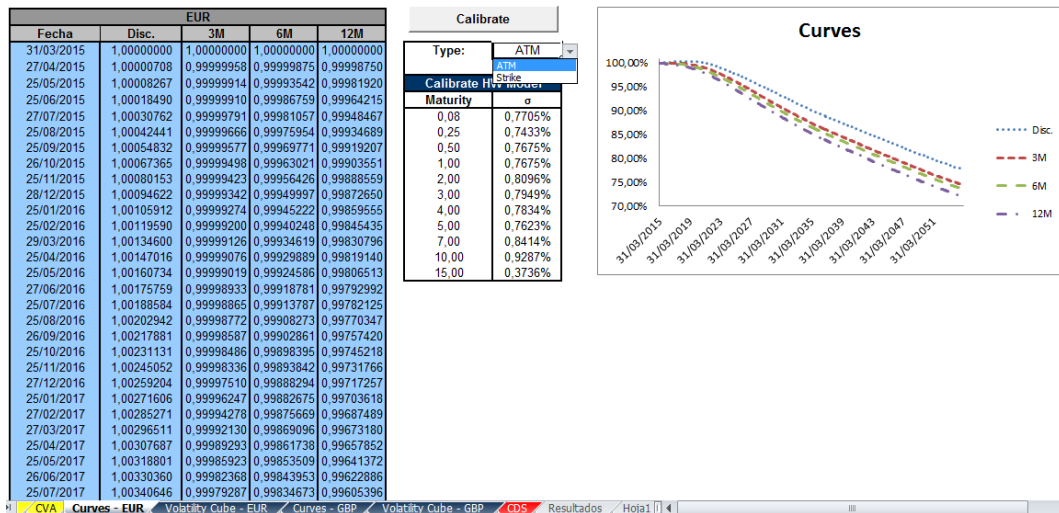 EUR
Fecha Disc. 3M 6M 12M
31/03/2015 1,00000000 1,00000000 1,00000000 1,00000000
27/04/2015 1,00000708 0,99999958 0,99999875 0,99998750
25/05/2015 1,00008267 0,99999914 0,99993542 0,99981920
25/06/2015 1,00018490 0,99999910 0,99986759 0,99964215
27/07/2015 1,00030762 0,99999791 0,99981057 0,99948467
25/08/2015 1,00042441 0,99999666 0,99975954 0,99934689
25/09/2015 1,00054832 0,99999577 0,99969771 0,99919207
26/10/2015 1,00067365 0,99999498 0,99963021 0,99903551
25/11/2015 1,00080153 0,99999423 0,99956426 0,99888559
28/12/2015 1,00094622 0,99999342 0,99949997 0,99872650
25/01/2016 1,00105912 0,99999274 0,99945222 0,99859555
25/02/2016 1,00119590 0,99999200 0,99940248 0,99845435
29/03/2016 1,00134600 0,99999126 0,99934619 0,99830796
25/04/2016 1,00147016 0,99999076 0,99929889 0,99819140
25/05/2016 1,00160734 0,99999019 0,99924586 0,99806513
27/06/2016 1,00175759 0,99998933 0,99918781 0,99792992
25/07/2016 1,00188584 0,99998865 0,99913787 0,99782125
25/08/2016 1,00202942 0,99998772 0,99908273 0,99770347
26/09/2016 1,00217881 0,99998587 0,99902861 0,99757420
25/10/2016 1,00231131 0,99998486 0,99898395 0,99745218
25/11/2016 1,00245052 0,99998336 0,99893842 0,99731766
27/12/2016 1,00259204 0,99997510 0,99888294 0,99717257
25/01/2017 1,00271606 0,99996247 0,99882675 0,99703618
27/02/2017 1,00285271 0,99994278 0,99875669 0,99687489
27/03/2017 1,00296511 0,99992130 0,99869096 0,99673180
25/04/2017 1,00307687 0,99989293 0,99861738 0,99657852
25/05/2017 1,00318801 0,99985923 0,99853509 0,99641372
26/06/2017 1,00330360 0,99982368 0,99843953 0,99622886
25/07/2017 1,00340646 0,99979287 0,99834673 0,99605396
Calibrate
Type: ATM
ATM
Strike
Calibrate HW Model
Maturity σ
0,08 0,7705%
0,25 0,7433%
0,50 0,7675%
1,00 0,7675%
2,00 0,8096%
3,00 0,7949%
4,00 0,7834%
5,00 0,7623%
7,00 0,8414%
10,00 0,9287%
15,00 0,3736%
Curves
100,00%
95,00%
90,00%
85,00%
80,00%
75,00%
70,00%
31/03/2015
31/03/2019
31/03/2023
31/03/2027
31/03/2031
31/03/2035
31/03/2039
31/03/2043
31/03/2047
31/03/2051
Disc.
3M
6M
12M
CVA Curves - EUR Volatility Cube - EUR Curves - GBP Volatility Cube - GBP CDS Resultados Hoja1